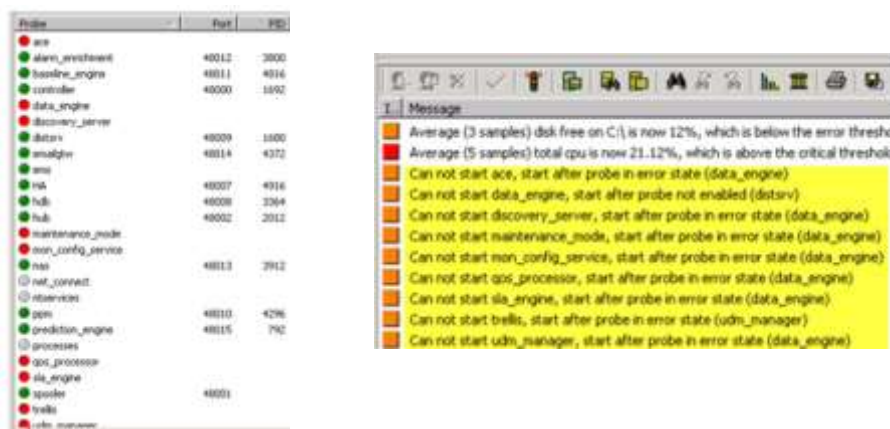 Probe Port PID
ace
alarm_enrichment 48012 3800
baseline_engine 48011 4816
controller 48000 1692
data_engine
discovery_server
distsrv 48009 1680
emailgtw 48014 4372
ems
HA 48007 4916
hdb 48008 3364
hub 48002 2012
maintenance_mode
mon_config_service
nas 48013 3912
net_connect
ntservices
ppm 48010 4296
prediction_engine 48015 792
processes
qos_processor
sla_engine
spooler 48001
trellis
udm_manager
I... Message
Average (3 samples) disk free on C:\ is now 12%, which is below the error thresho
Average (5 samples) total cpu is now 21.12%, which is above the critical threshol
Can not start ace, start after probe in error state (data_engine)
Can not start data_engine, start after probe not enabled (distsrv)
Can not start discovery_server, start after probe in error state (data_engine)
Can not start maintenance_mode, start after probe in error state (data_engine)
Can not start mon_config_service, start after probe in error state (data_engine)
Can not start qos_processor, start after probe in error state (data_engine)
Can not start sla_engine, start after probe in error state (data_engine)
Can not start trellis, start after probe in error state (udm_manager)
Can not start udm_manager, start after probe in error state (data_engine)